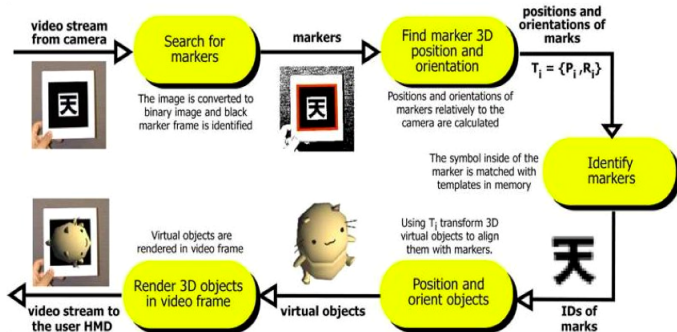 video stream
from camera
Search for
markers
markers
Find marker 3D
position and
orientation
positions and
orientations of
marks
T i = {P i ,R i}
The image is converted to
binary image and black
marker frame is identified
Positions and orientations of
markers relatively to the
camera are calculated
天
天
The symbol inside of the
marker is matched with
templates in memory
Identify
markers
Virtual objects are
rendered in video frame
Using T i transform 3D
virtual objects to align
them with markers.
天
Render 3D objects
in video frame
Position and
orient objects
video stream to
the user HMD
virtual objects
IDs of
marks